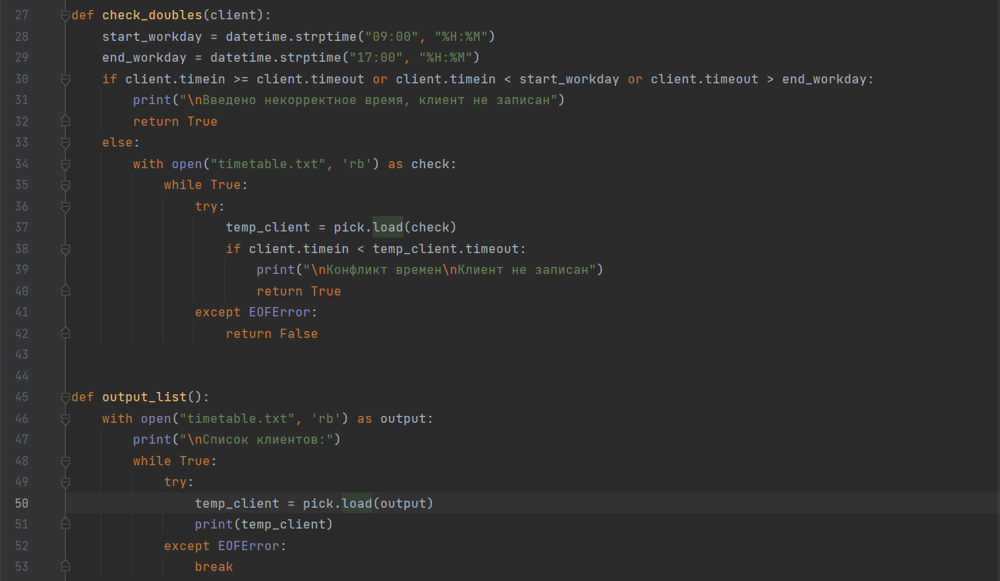 27 def check_doubles(client):
28     start_workday = datetime.strptime("09:00", "%H:%M")
29     end_workday = datetime.strptime("17:00", "%H:%M")
30     if client.timein >= client.timeout or client.timein < start_workday or client.timeout > end_workday:
31         print("\nВведено некорректное время, клиент не записан")
32         return True
33     else:
34         with open("timetable.txt", 'rb') as check:
35             while True:
36                 try:
37                     temp_client = pick.load(check)
38                     if client.timein < temp_client.timeout:
39                         print("\nКонфликт времен\nКлиент не записан")
40                         return True
41                 except EOFError:
42                     return False
43
44
45 def output_list():
46     with open("timetable.txt", 'rb') as output:
47         print("\nСписок клиентов:")
48         while True:
49             try:
50                 temp_client = pick.load(output)
51                 print(temp_client)
52             except EOFError:
53                 break